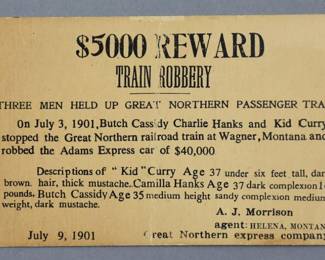 $5000 REWARD
TRAIN ROBBERY
THREE MEN HELD UP GREAT NORTHERN PASSENGER TRA
On July 3, 1901, Butch Cassidy Charlie Hanks and Kid Curry
stopped the Great Northern railroad train at Wagner, Montana and
robbed the Adams Express car of $40,000
Descriptions of "Kid" Curry Age 37 under six feet tall, dar
brown. hair, thick mustache. Camilla Hanks Age 37 dark complexion 1
pounds. Butch Cassidy Age 35 medium height sandy complexion medium
weight, dark mustache.
A. J. Morrison
agent: HELENA, MONTAN
July 9, 1901 Great Northern express company